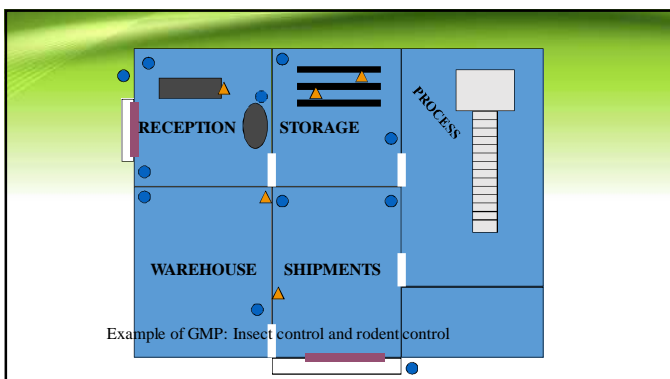 RECEPTION
STORAGE
PROCESS
WAREHOUSE
SHIPMENTS
Example of GMP: Insect control and rodent control